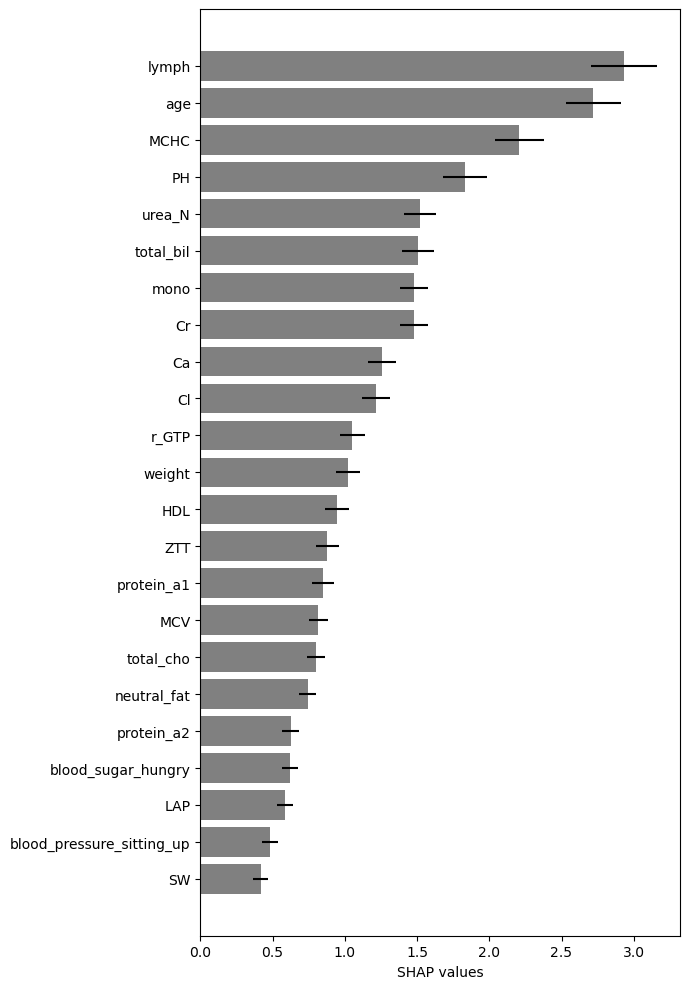 lymph
age
MCHC
PH
urea_N
total_bil
mono
Cr
Ca
Cl
r_GTP
weight
HDL
ZTT
protein_a1
MCV
total_cho
neutral_fat
protein_a2
blood_sugar_hungry
LAP
blood_pressure_sitting_up
SW
0.0 0.5 1.0 1.5 2.0 2.5 3.0
SHAP values